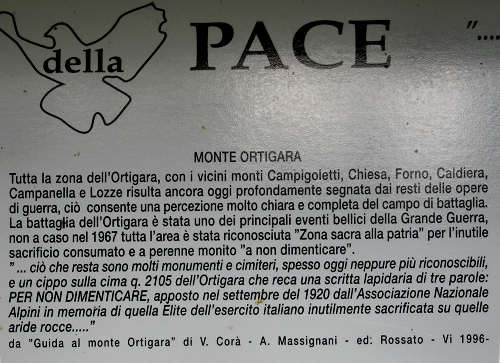 della PACE "....
MONTE ORTIGARA
Tutta la zona dell'Ortigara, con i vicini monti Campigoletti, Chiesa, Forno, Caldiera,
Campanella e Lozze risulta ancora oggi profondamente segnata dai resti delle opere
di guerra, ciò consente una percezione molto chiara e completa del campo di battaglia.
La battaglia dell'Ortigara è stata uno dei principali eventi bellici della Grande Guerra,
non a caso nel 1967 tutta l'area è stata riconosciuta "Zona sacra alla patria" per l'inutile
sacrificio consumato e a perenne monito "a non dimenticare".
"... ciò che resta sono molti monumenti e cimiteri, spesso oggi neppure più riconoscibili,
e un cippo sulla cima q. 2105 dell'Ortigara che reca una scritta lapidaria di tre parole:
PER NON DIMENTICARE, apposto nel settembre del 1920 dall'Associazione Nazionale
Alpini in memoria di quella Elite dell'esercito italiano inutilmente sacrificata su quelle
aride rocce....."
da "Guida al monte Ortigara" di V. Corà - A. Massignani - ed. Rossato - Vi 1996-